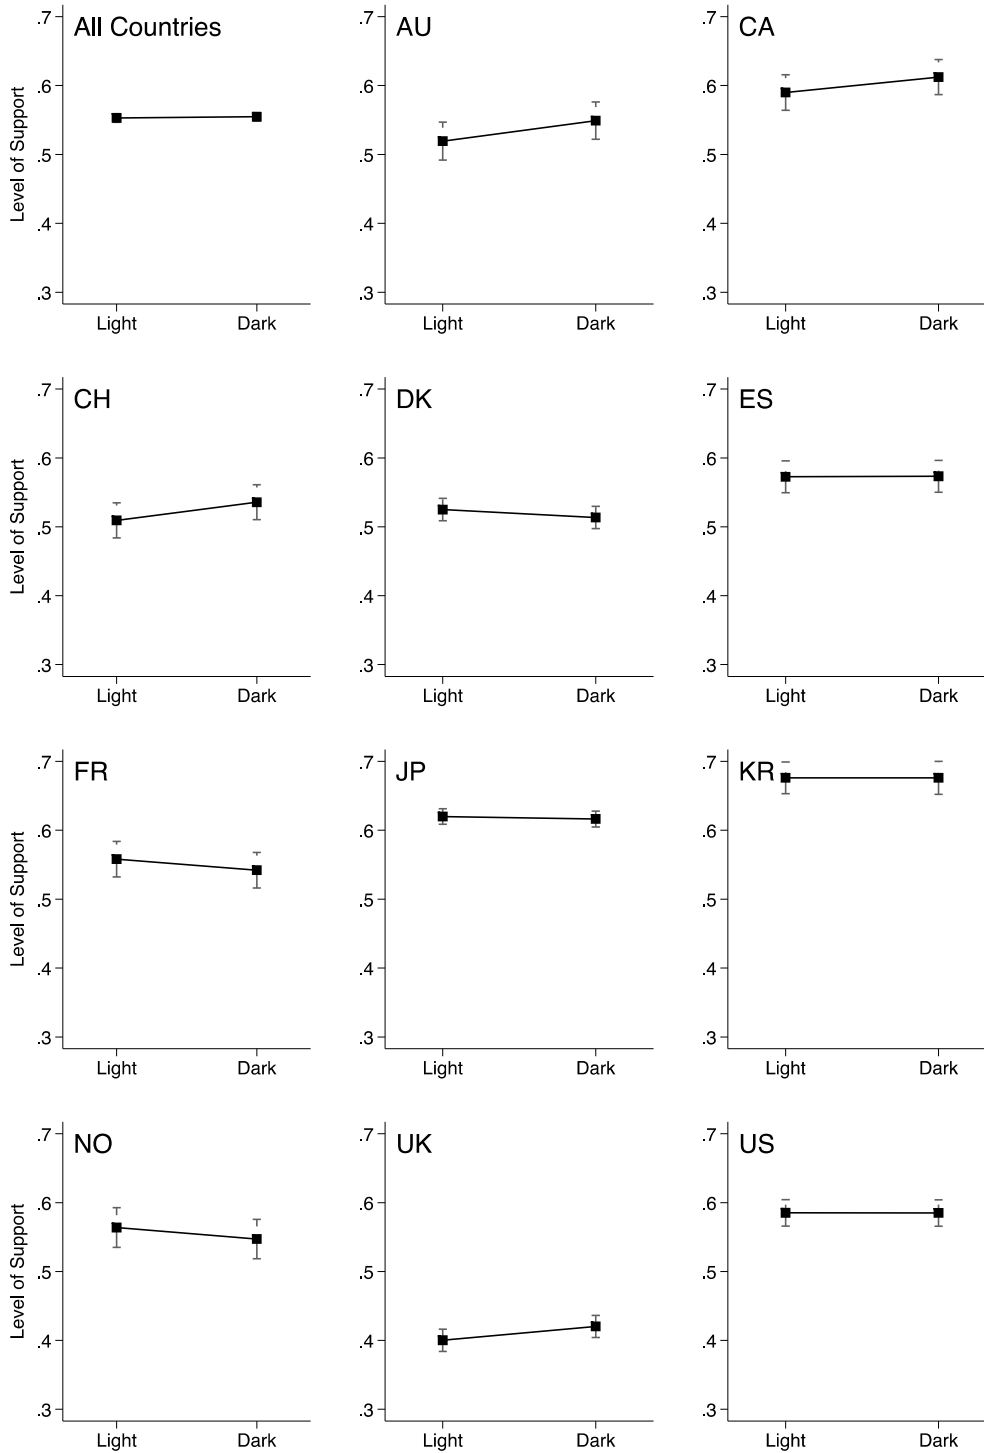 .7 All Countries
.6
.5
.4
.3
Level of Support
Light Dark
.7 AU
.6
.5
.4
.3
Light Dark
.7 CA
.6
.5
.4
.3
Light Dark
.7 CH
.6
.5
.4
.3
Level of Support
Light Dark
.7 DK
.6
.5
.4
.3
Light Dark
.7 ES
.6
.5
.4
.3
Light Dark
.7 FR
.6
.5
.4
.3
Level of Support
Light Dark
.7 JP
.6
.5
.4
.3
Light Dark
.7 KR
.6
.5
.4
.3
Light Dark
.7 NO
.6
.5
.4
.3
Level of Support
Light Dark
.7 UK
.6
.5
.4
.3
Light Dark
.7 US
.6
.5
.4
.3
Light Dark